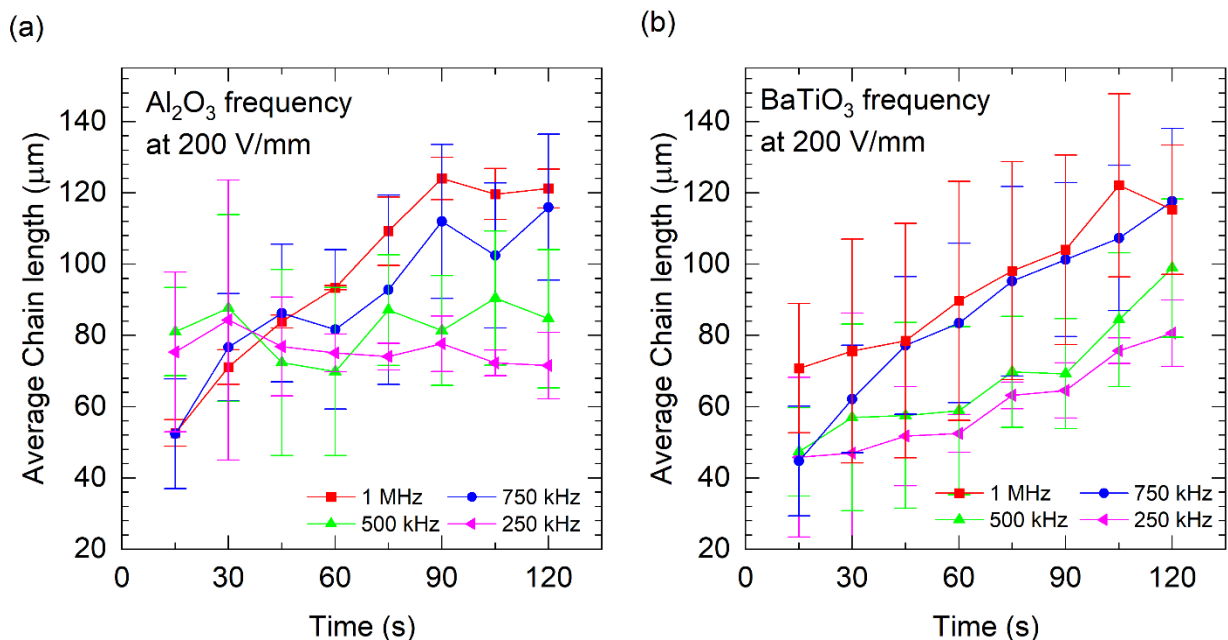 (a)
Al₂O₃ frequency
at 200 V/mm
Average Chain length (μm)
140
120
100
80
60
40
20
0
30
60
90
120
Time (s)
1 MHz
750 kHz
500 kHz
250 kHz
(b)
BaTiO₃ frequency
at 200 V/mm
Average Chain length (μm)
140
120
100
80
60
40
20
0
30
60
90
120
Time (s)
1 MHz
750 kHz
500 kHz
250 kHz